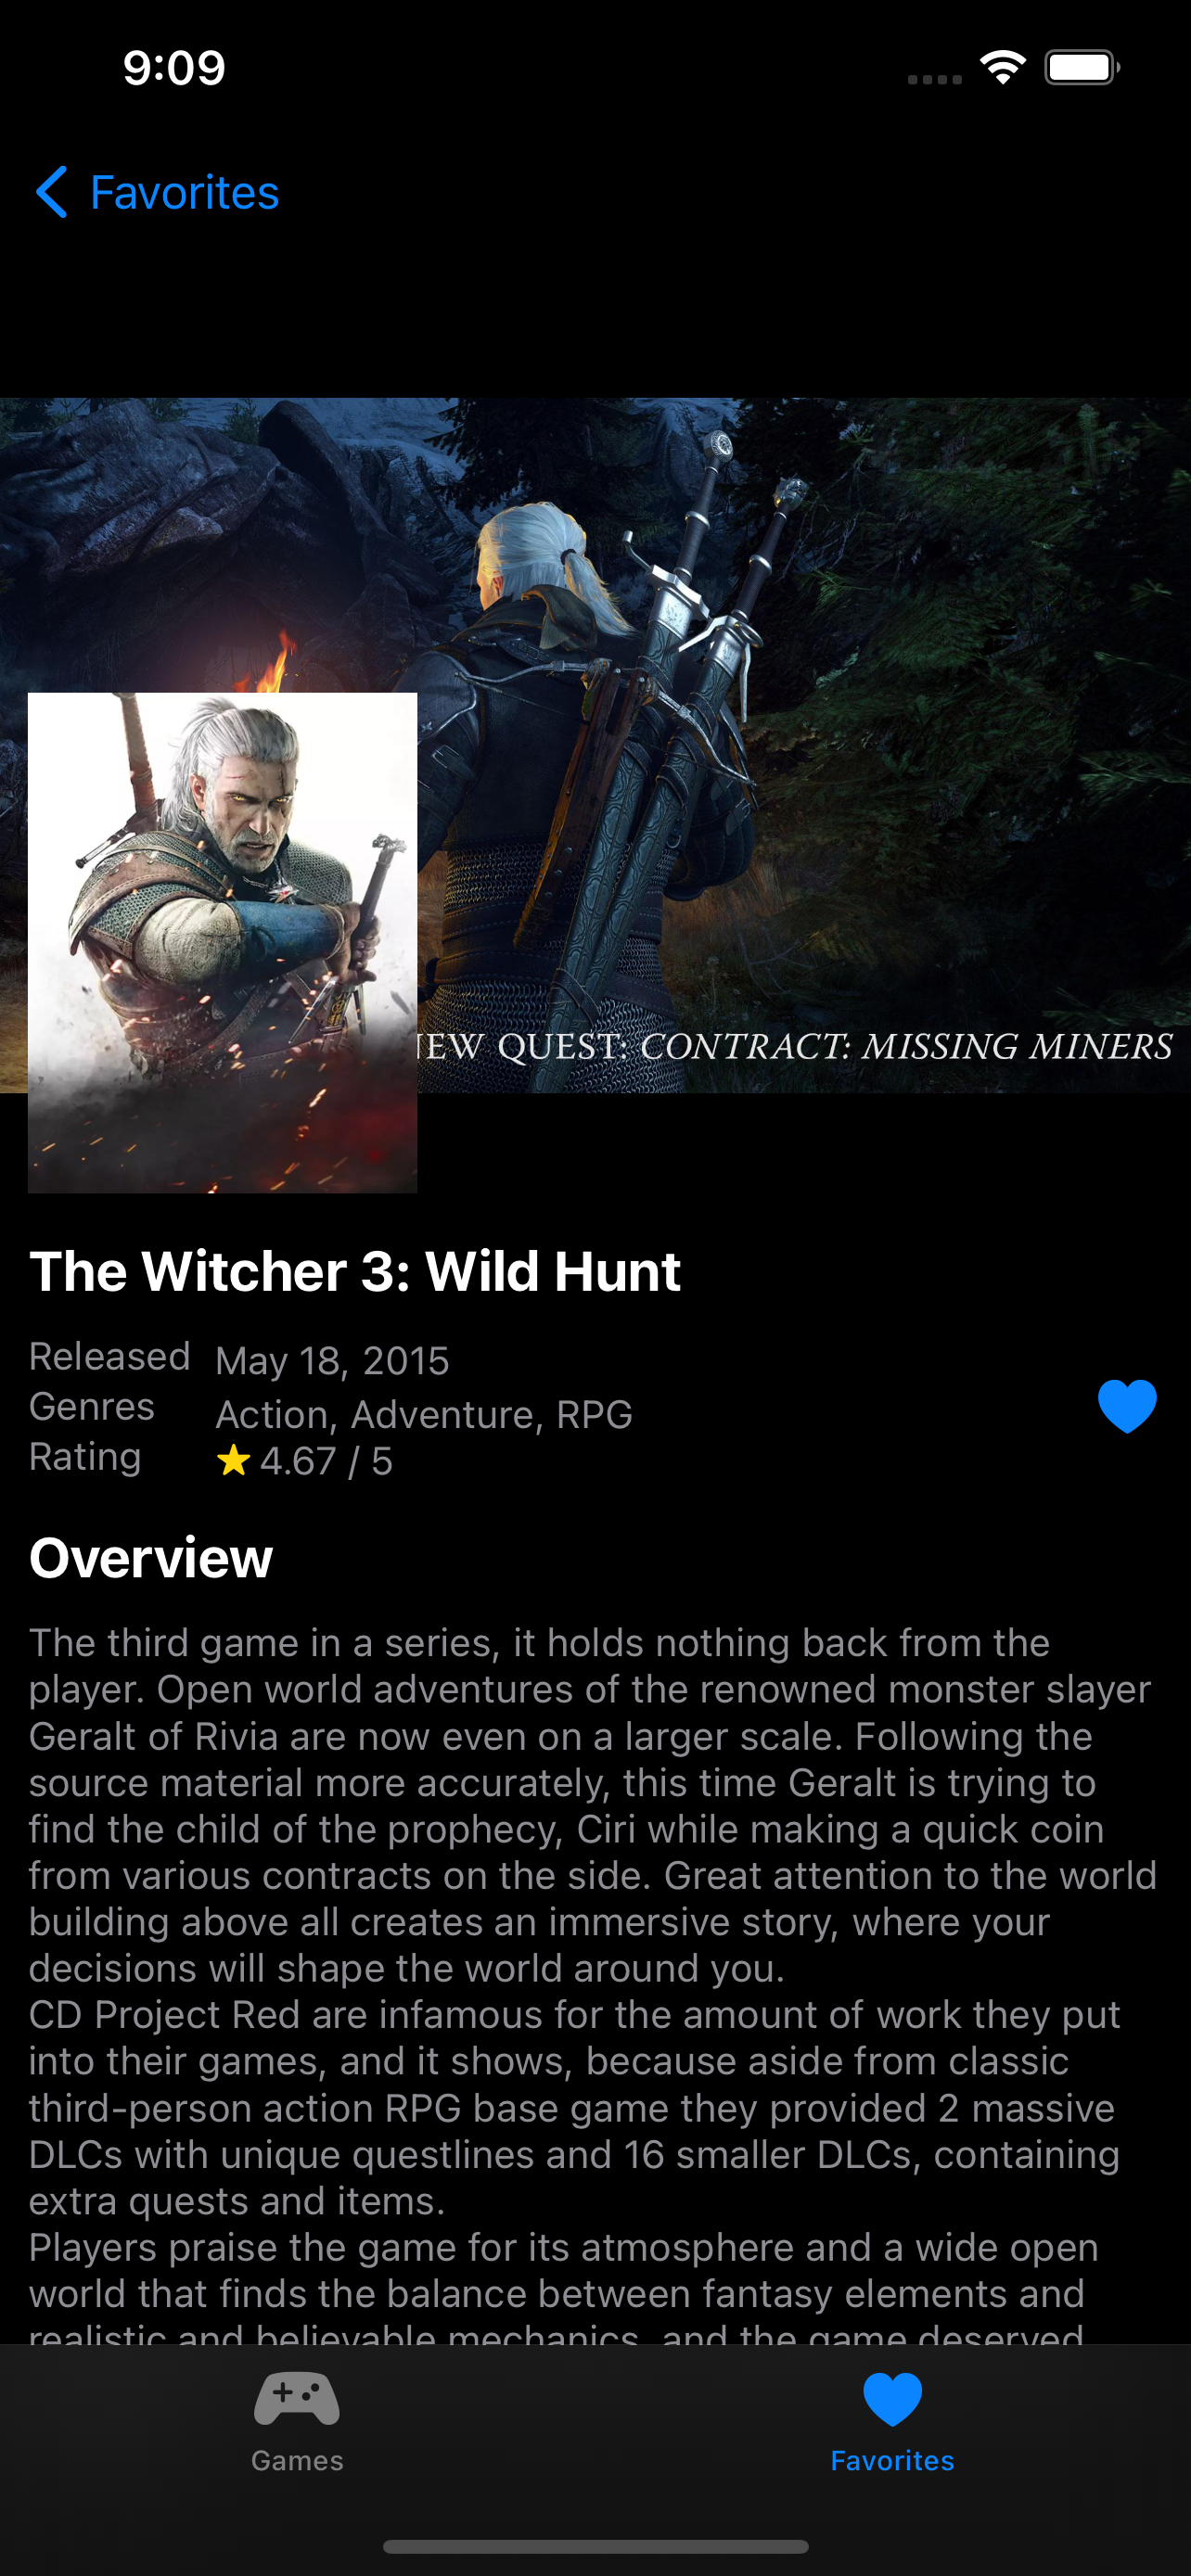 9:09
Favorites
EW QUEST: CONTRACT: MISSING MINERS
The Witcher 3: Wild Hunt
Released May 18, 2015
Genres Action, Adventure, RPG
Rating 4.67 / 5
Overview
The third game in a series, it holds nothing back from the
player. Open world adventures of the renowned monster slayer
Geralt of Rivia are now even on a larger scale. Following the
source material more accurately, this time Geralt is trying to
find the child of the prophecy, Ciri while making a quick coin
from various contracts on the side. Great attention to the world
building above all creates an immersive story, where your
decisions will shape the world around you.
CD Project Red are infamous for the amount of work they put
into their games, and it shows, because aside from classic
third-person action RPG base game they provided 2 massive
DLCs with unique questlines and 16 smaller DLCs, containing
extra quests and items.
Players praise the game for its atmosphere and a wide open
world that finds the balance between fantasy elements and
realistic and believable mechanics, and the game deserved
Games
Favorites